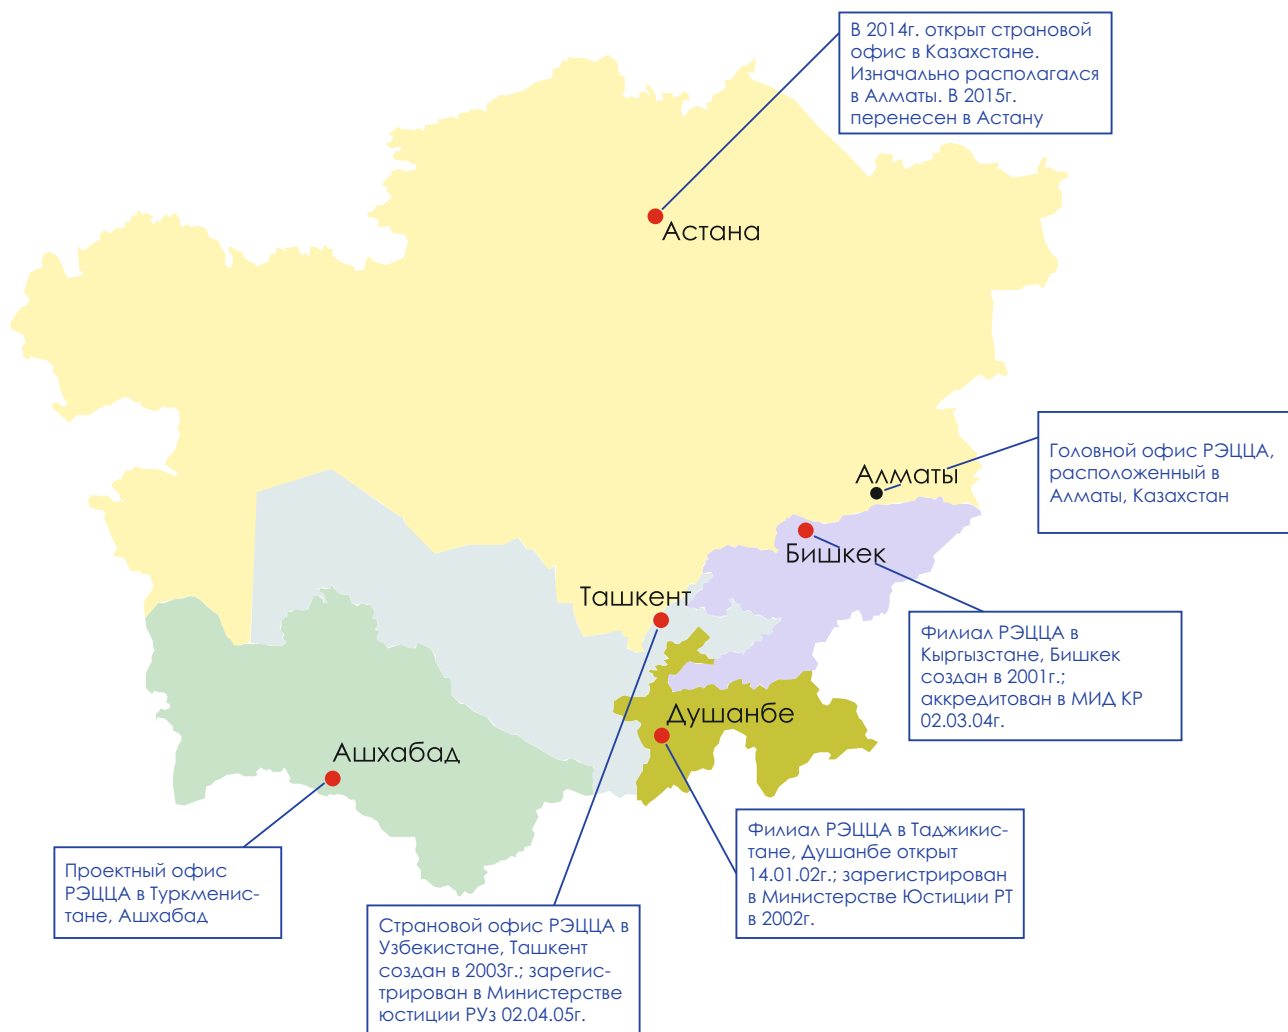 В 2014г. открыт страновой
офис в Казахстане.
Изначально располагался
в Алматы. В 2015г.
перенесен в Астану
Астана
Алматы
Головной офис РЭЦЦА,
расположенный в
Алматы, Казахстан
Бишкек
Ташкент
Филиал РЭЦЦА в
Кыргызстане, Бишкек
создан в 2001г.;
аккредитован в МИД КР
02.03.04г.
Душанбе
Ашхабад
Филиал РЭЦЦА в Таджикис-
тане, Душанбе открыт
14.01.02г.; зарегистрирован
в Министерстве Юстиции РТ
в 2002г.
Проектный офис
РЭЦЦА в Туркменис-
тане, Ашхабад
Страновой офис РЭЦЦА в
Узбекистане, Ташкент
создан в 2003г.; зарегис-
трирован в Министерстве
юстиции РУз 02.04.05г.